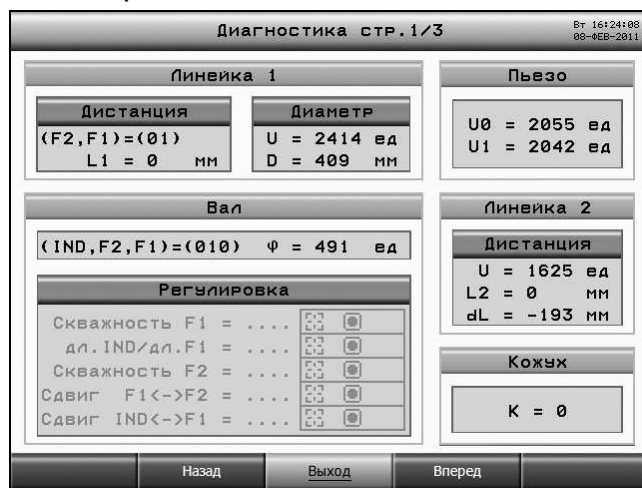 Диагностика стр.1/3
Вт 16:24:08
08-ФЕВ-2011
Линейка 1
Дистанция
(F2,F1)=(01)
L1 = 0 мм
Диаметр
U = 2414 ед
D = 409 мм
Пьезо
U0 = 2055 ед
U1 = 2042 ед
Вал
(IND,F2,F1)=(010) φ = 491 ед
Регулировка
Скважность F1 = ....
дл.IND/дл.F1 = ....
Скважность F2 = ....
Сдвиг F1<->F2 = ....
Сдвиг IND<->F1 = ....
Линейка 2
Дистанция
U = 1625 ед
L2 = 0 мм
dL = -193 мм
Кожух
K = 0
Назад
Выход
Вперед